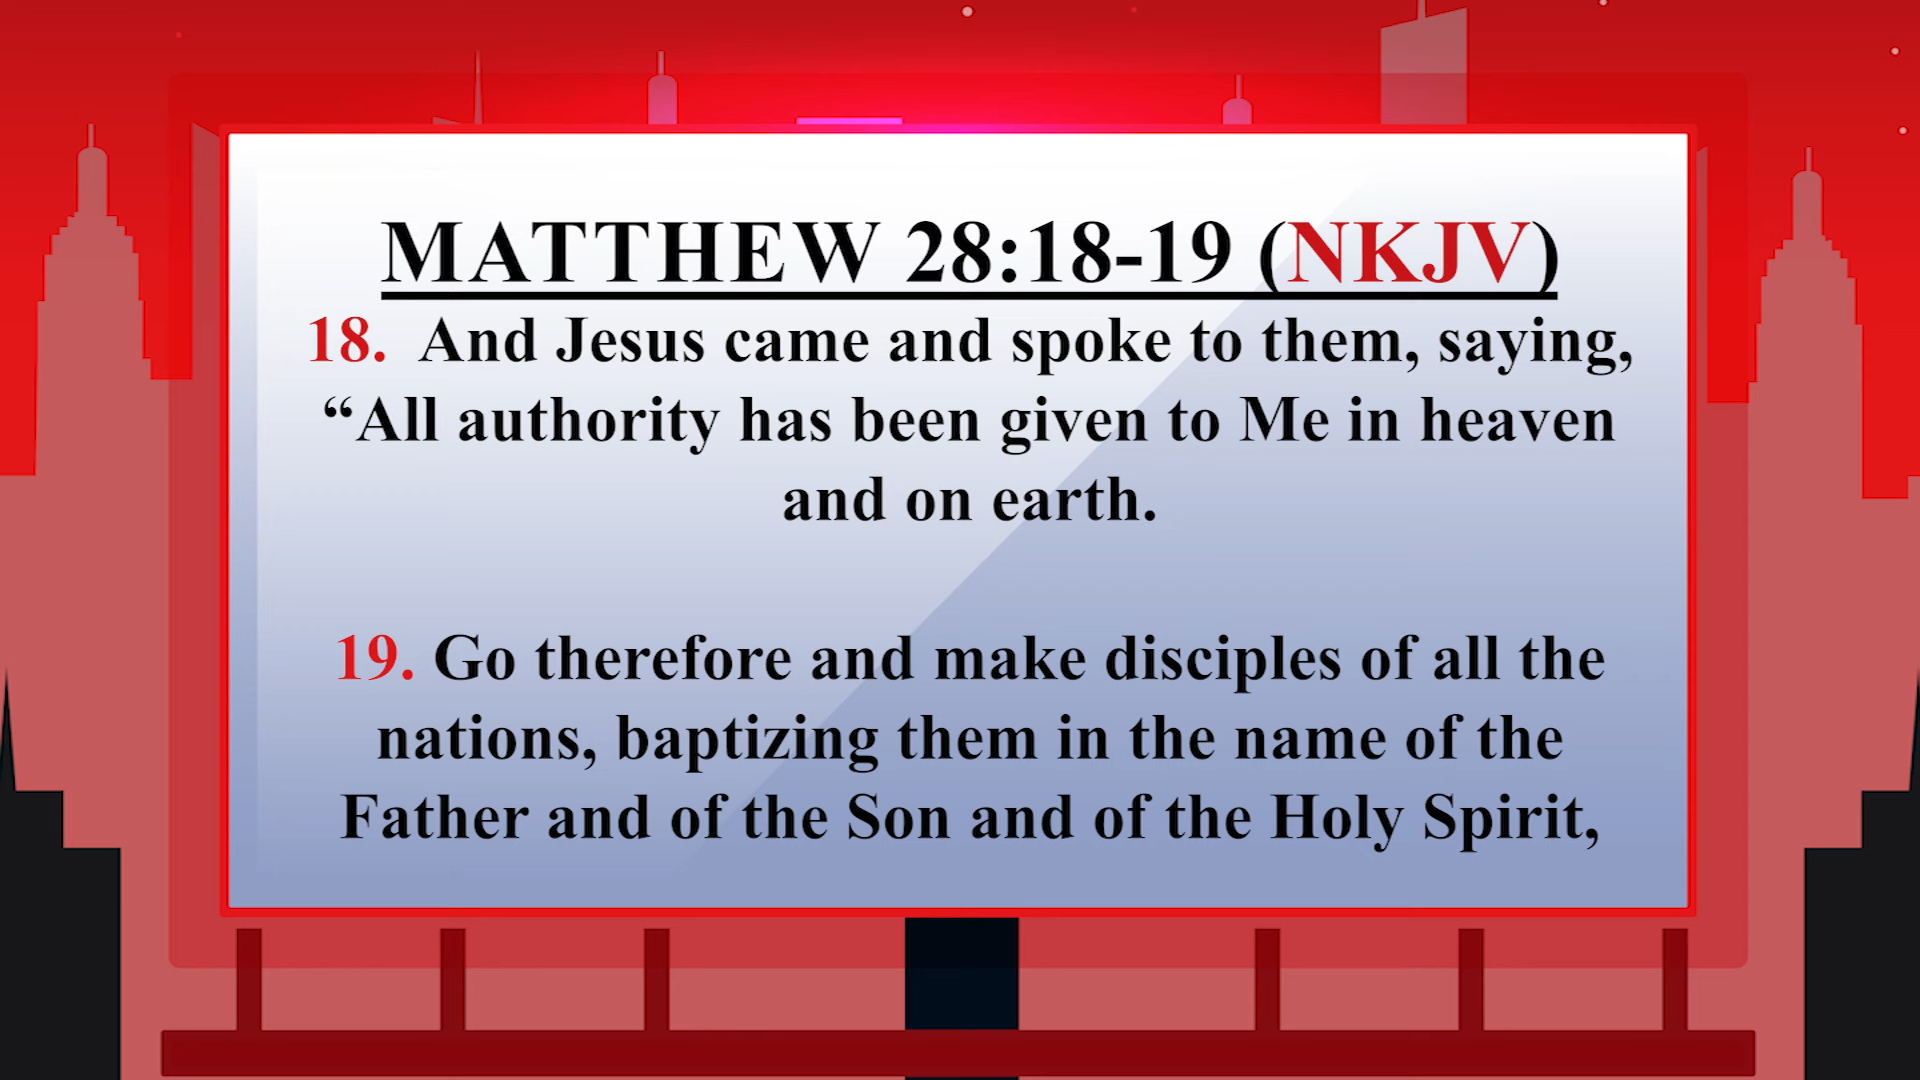 MATTHEW 28:18-19 (NKJV)
18. And Jesus came and spoke to them, saying,
“All authority has been given to Me in heaven
and on earth.
19. Go therefore and make disciples of all the
nations, baptizing them in the name of the
Father and of the Son and of the Holy Spirit,